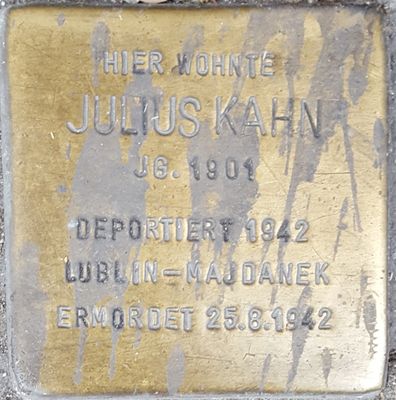 HIER WOHNTE
JULIUS KAHN
JG. 1901
DEPORTIERT 1942
LUBLIN-MAJDANEK
ERMORDET 25.8.1942